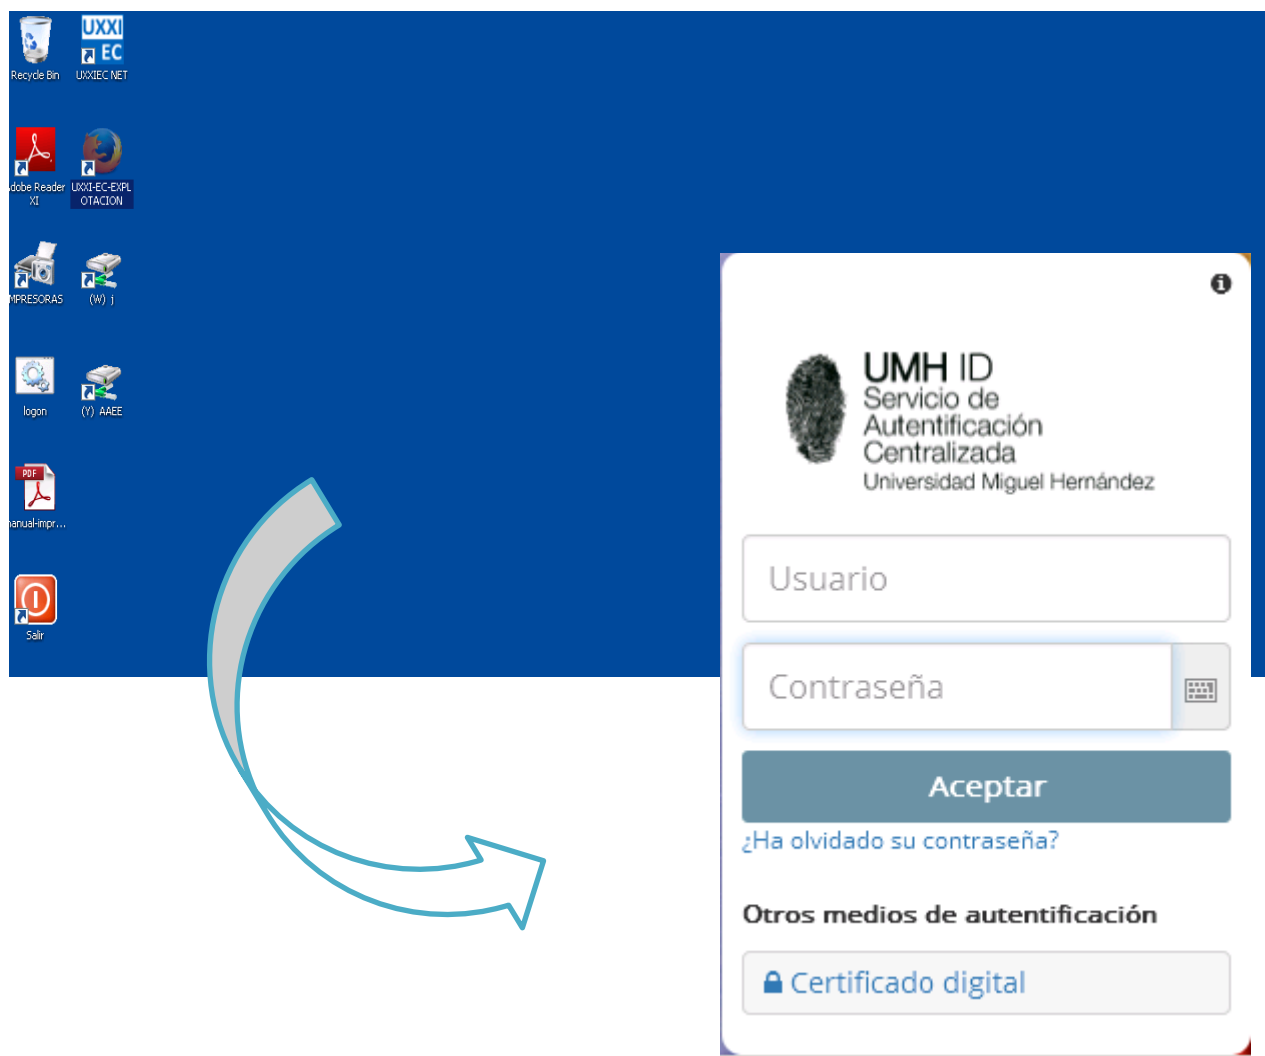 UXXI
EC
Recycle Bin
UXXIEC NET
dobe Reader
XI
UXXI-EC-EXPL
OTACION
MPRESORAS
(W) j
logon
(Y) AAEE
PDF
anual-impr...
Salir
UMH ID
Servicio de
Autentificación
Centralizada
Universidad Miguel Hernández
Usuario
Contraseña
Aceptar
¿Ha olvidado su contraseña?
Otros medios de autentificación
Certificado digital